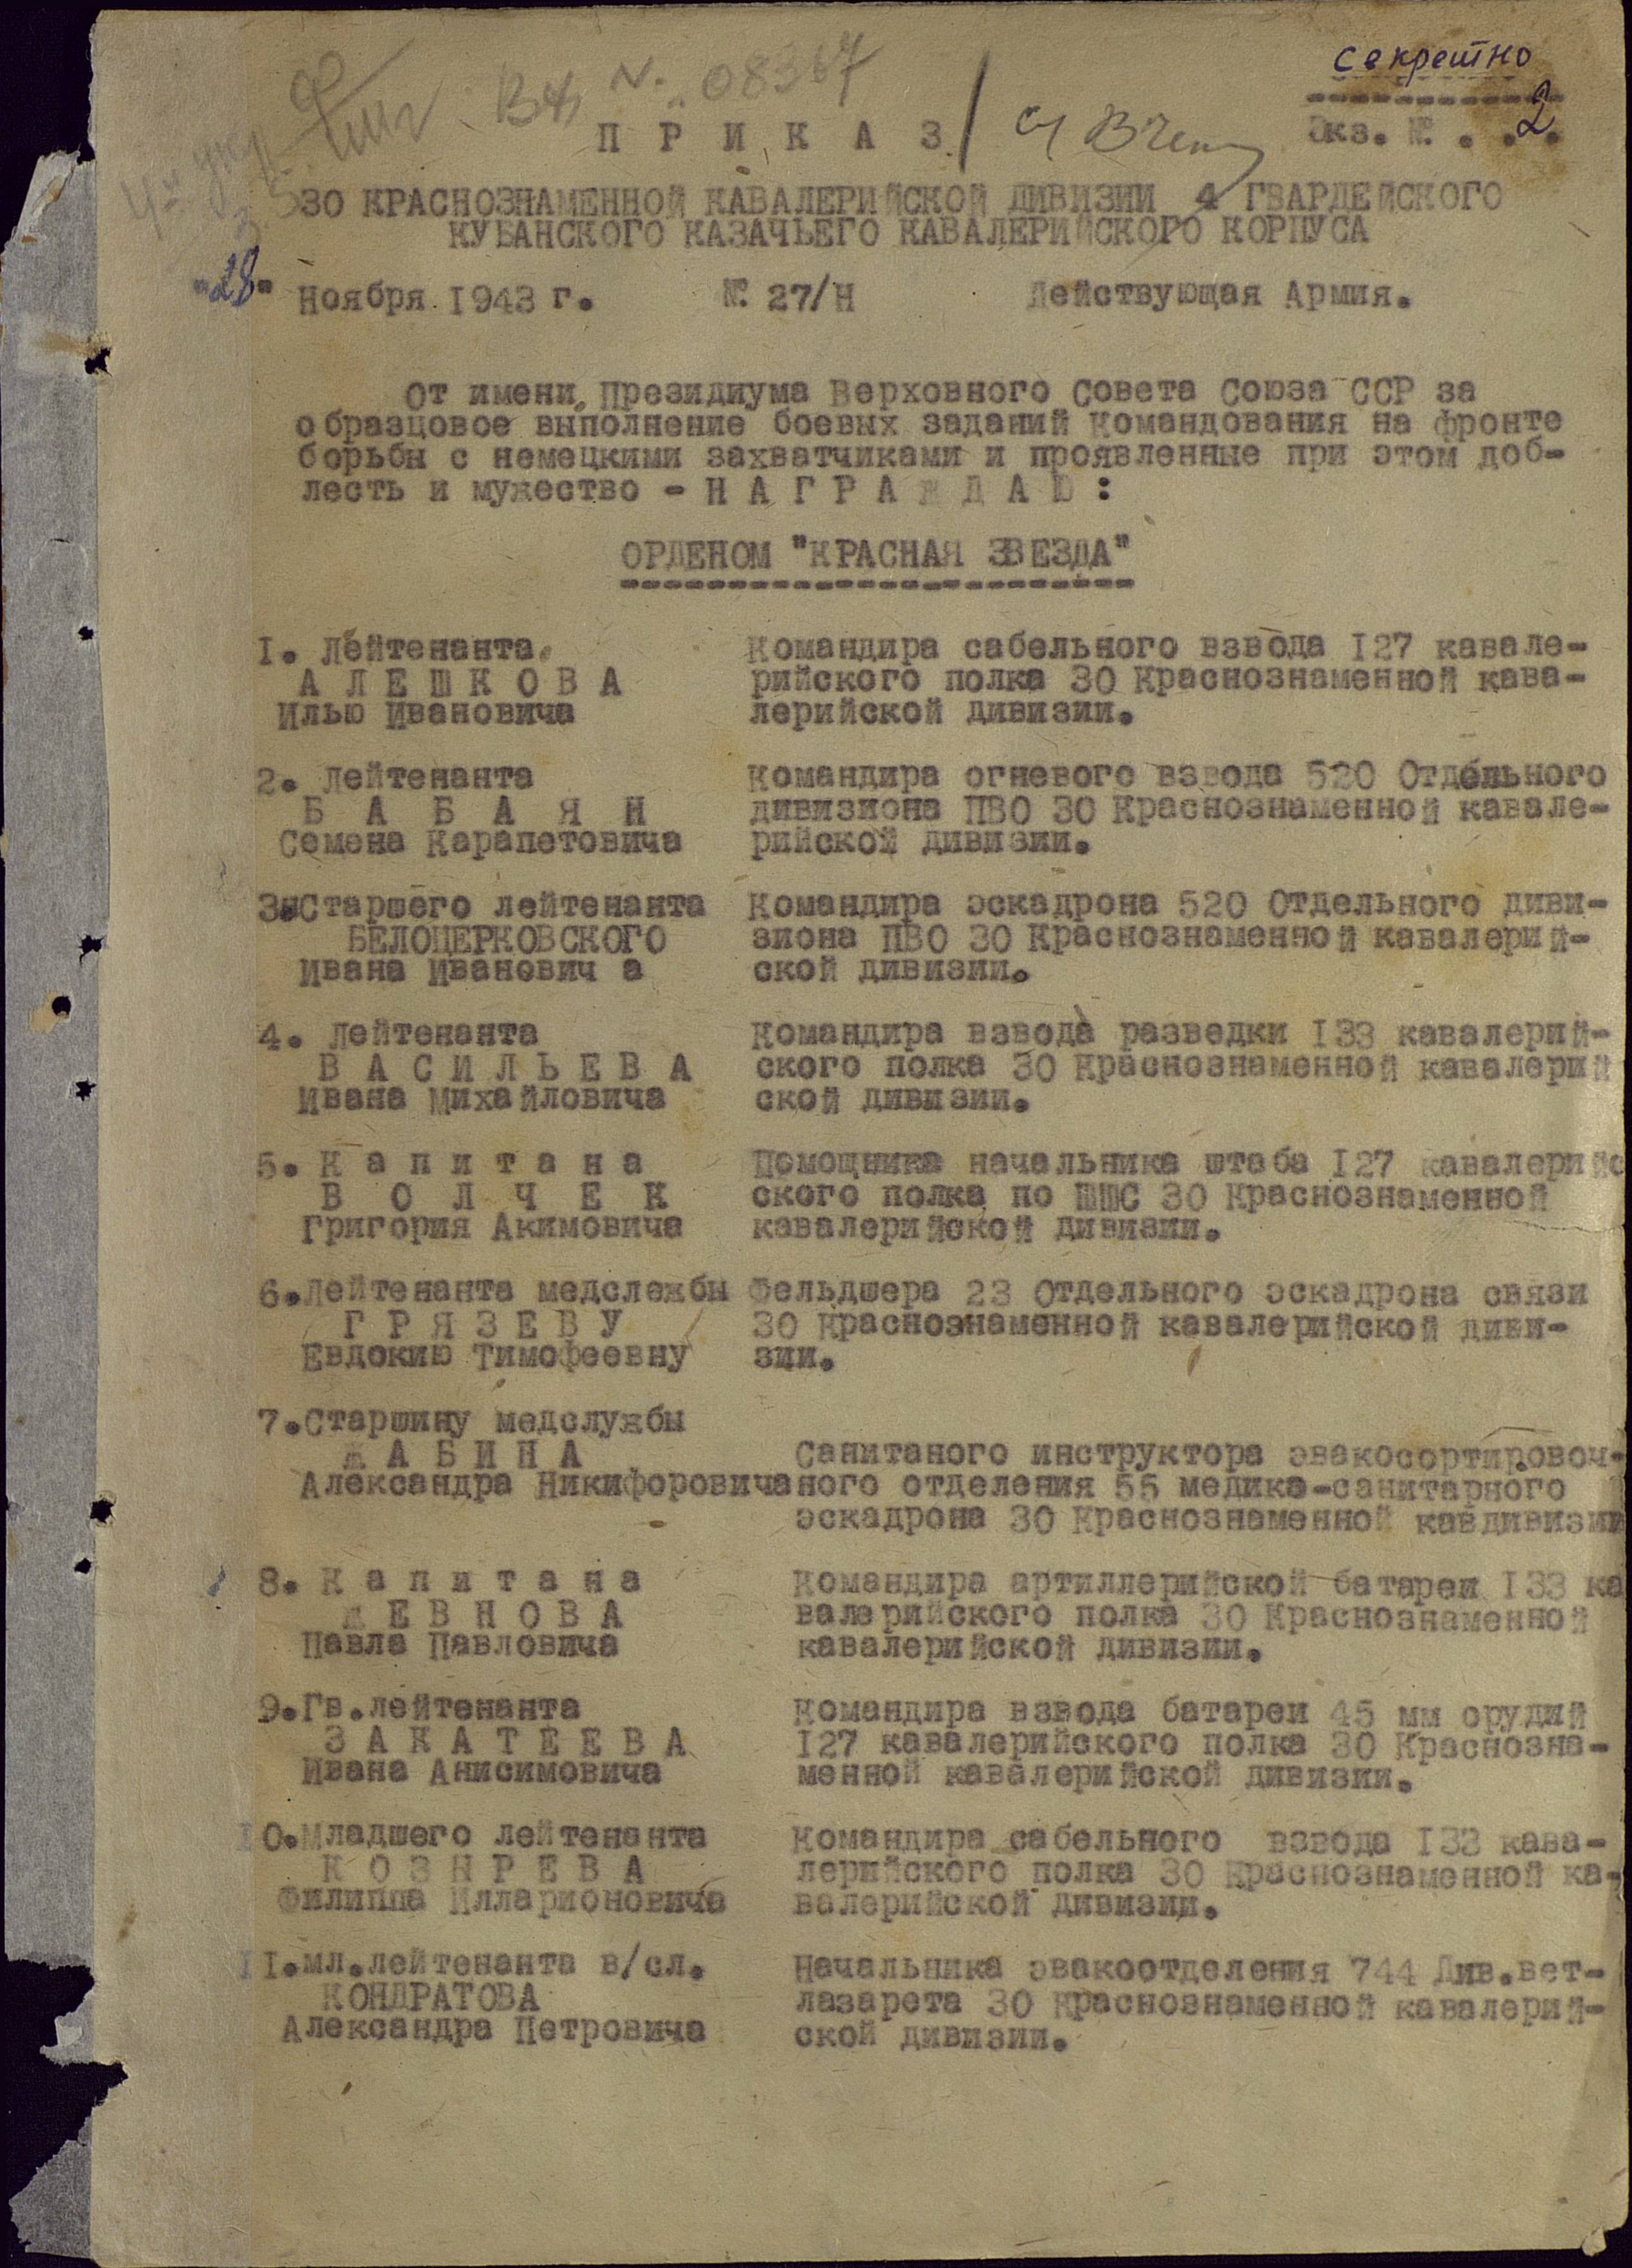 секретно
Вх N. 08367
П Р И К А З
Экз. №. . .2.
30 КРАСНОЗНАМЕННОЙ КАВАЛЕРИЙСКОЙ ДИВИЗИИ 4 ГВАРДЕЙСКОГО
КУБАНСКОГО КАЗАЧЬЕГО КАВАЛЕРИЙСКОГО КОРПУСА
"28" Ноября 1943 г. № 27/Н Действующая Армия.
От имени Президиума Верховного Совета Союза ССР за
образцовое выполнение боевых заданий Командования на фронте
борьбы с немецкими захватчиками и проявленные при этом доб-
лесть и мужество - Н А Г Р А Ж Д А Ю :
ОРДЕНОМ "КРАСНАЯ ЗВЕЗДА"
1. Лейтенанта Командира сабельного взвода 127 кавале-
А Л Е Ш К О В А рийского полка 30 Краснознаменной кава-
Илью Ивановича лерийской дивизии.
2. Лейтенанта Командира огневого взвода 520 Отдельного
Б А Б А Я Н дивизиона ПВО 30 Краснознаменной кавале-
Семена Карапетовича рийской дивизии.
3. Старшего лейтенанта Командира эскадрона 520 Отдельного диви-
БЕЛОЦЕРКОВСКОГО зиона ПВО 30 Краснознаменной кавалерий-
Ивана Иванович а ской дивизии.
4. Лейтенанта Командира взвода разведки 133 кавалерий-
В А С И Л Ь Е В А ского полка 30 Краснознаменной кавалерий
Ивана Михайловича ской дивизии.
5. К а п и т а н а Помощника начальника штаба 127 кавалерийс
В О Л Ч Е К ского полка по ШШС 30 Краснознаменной
Григория Акимовича кавалерийской дивизии.
6.Лейтенанта медслежбы Фельдшера 23 Отдельного эскадрона связи
Г Р Я З Е В У 30 Краснознаменной кавалерийской диви-
Евдокию Тимофеевну зии.
7.Старшину медслужбы
Ж А Б И Н А Санитаного инструктора эвакосортировоч-
Александра Никифоровича ного отделения 55 медико-санитарного
эскадрона 30 Краснознаменной кавдивизии
8. К а п и т а н а Командира артиллерийской батареи 133 ка
Ж Е В Н О В А валерийского полка 30 Краснознаменной
Павла Павловича кавалерийской дивизии.
9.Гв.лейтенанта Командира взвода батареи 45 мм орудий
З А К А Т Е Е В А 127 кавалерийского полка 30 Краснозна-
Ивана Анисимовича менной кавалерийской дивизии.
10.Младшего лейтенанта Командира сабельного взвода 133 кава-
К О З Н Р Е В А лерийского полка 30 Краснознаменной ка-
Филиппа Илларионовича валерийской дивизии.
11.мл.лейтенанта в/сл. Начальника эвакоотделения 744 Див.вет-
КОНДРАТОВА лазарета 30 Краснознаменной кавалерий-
Александра Петровича ской дивизии.